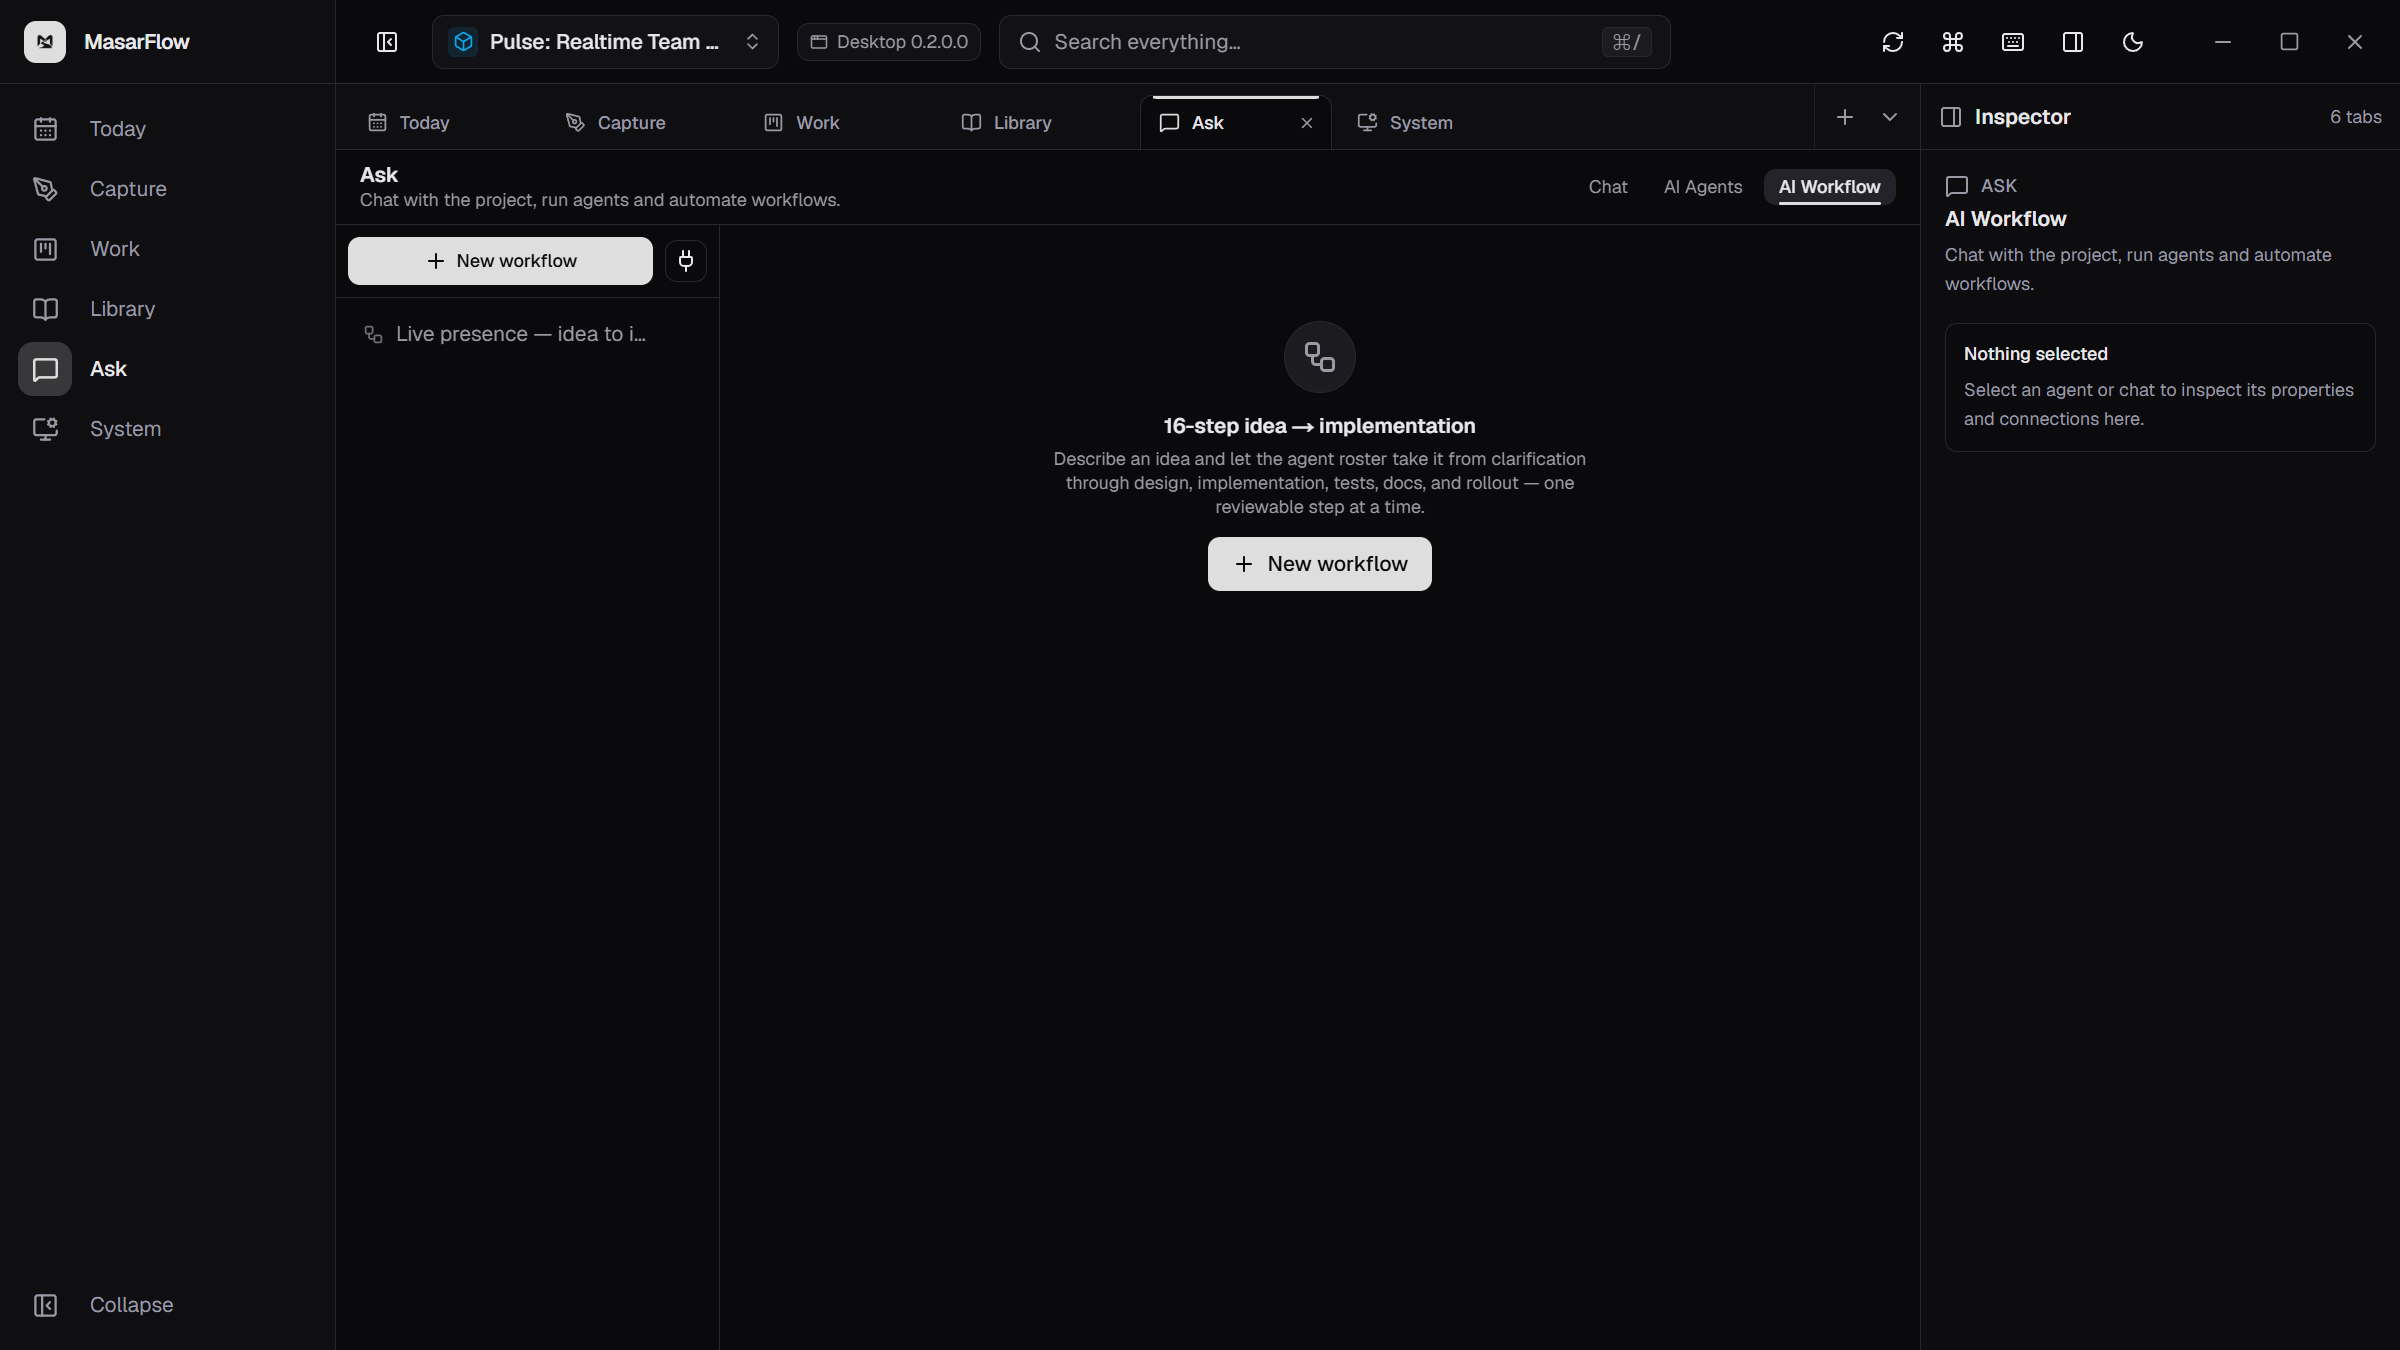 MasarFlow
Pulse: Realtime Team ...
Desktop 0.2.0.0
Search everything...
⌘/
Today
Capture
Work
Library
Ask
System
Collapse
Today
Capture
Work
Library
Ask
System
Ask
Chat with the project, run agents and automate workflows.
Chat
AI Agents
AI Workflow
New workflow
Live presence — idea to i...
16-step idea → implementation
Describe an idea and let the agent roster take it from clarification
through design, implementation, tests, docs, and rollout — one
reviewable step at a time.
New workflow
Inspector
6 tabs
ASK
AI Workflow
Chat with the project, run agents and automate
workflows.
Nothing selected
Select an agent or chat to inspect its properties
and connections here.